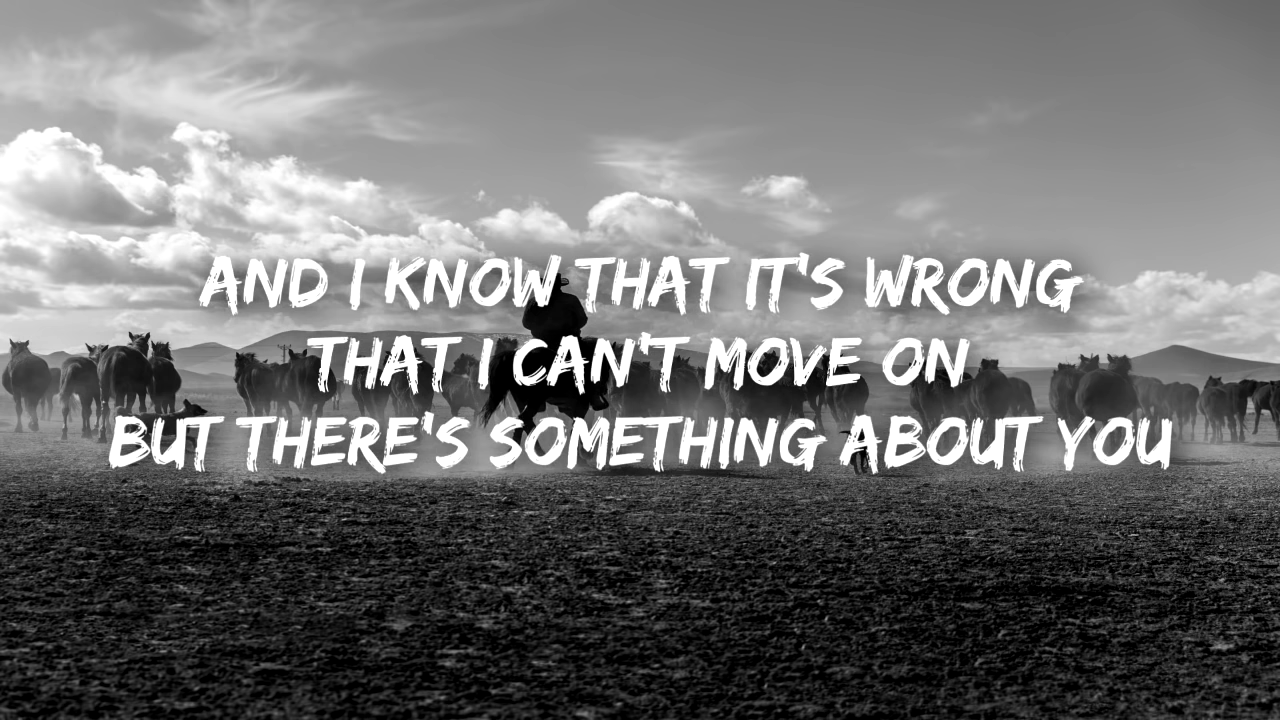 AND I KNOW THAT IT'S WRONG
THAT I CAN'T MOVE ON
BUT THERE'S SOMETHING ABOUT YOU